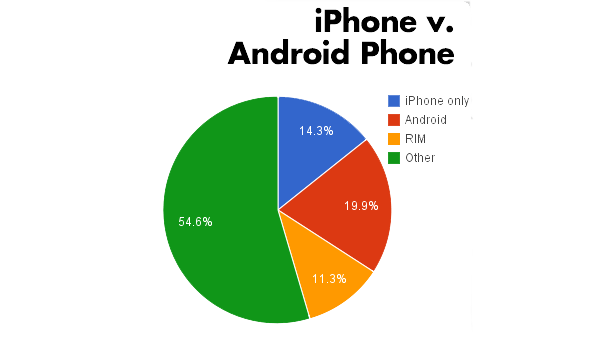 iPhone v.
Android Phone
iPhone only
Android
RIM
Other
14.3%
19.9%
54.6%
11.3%